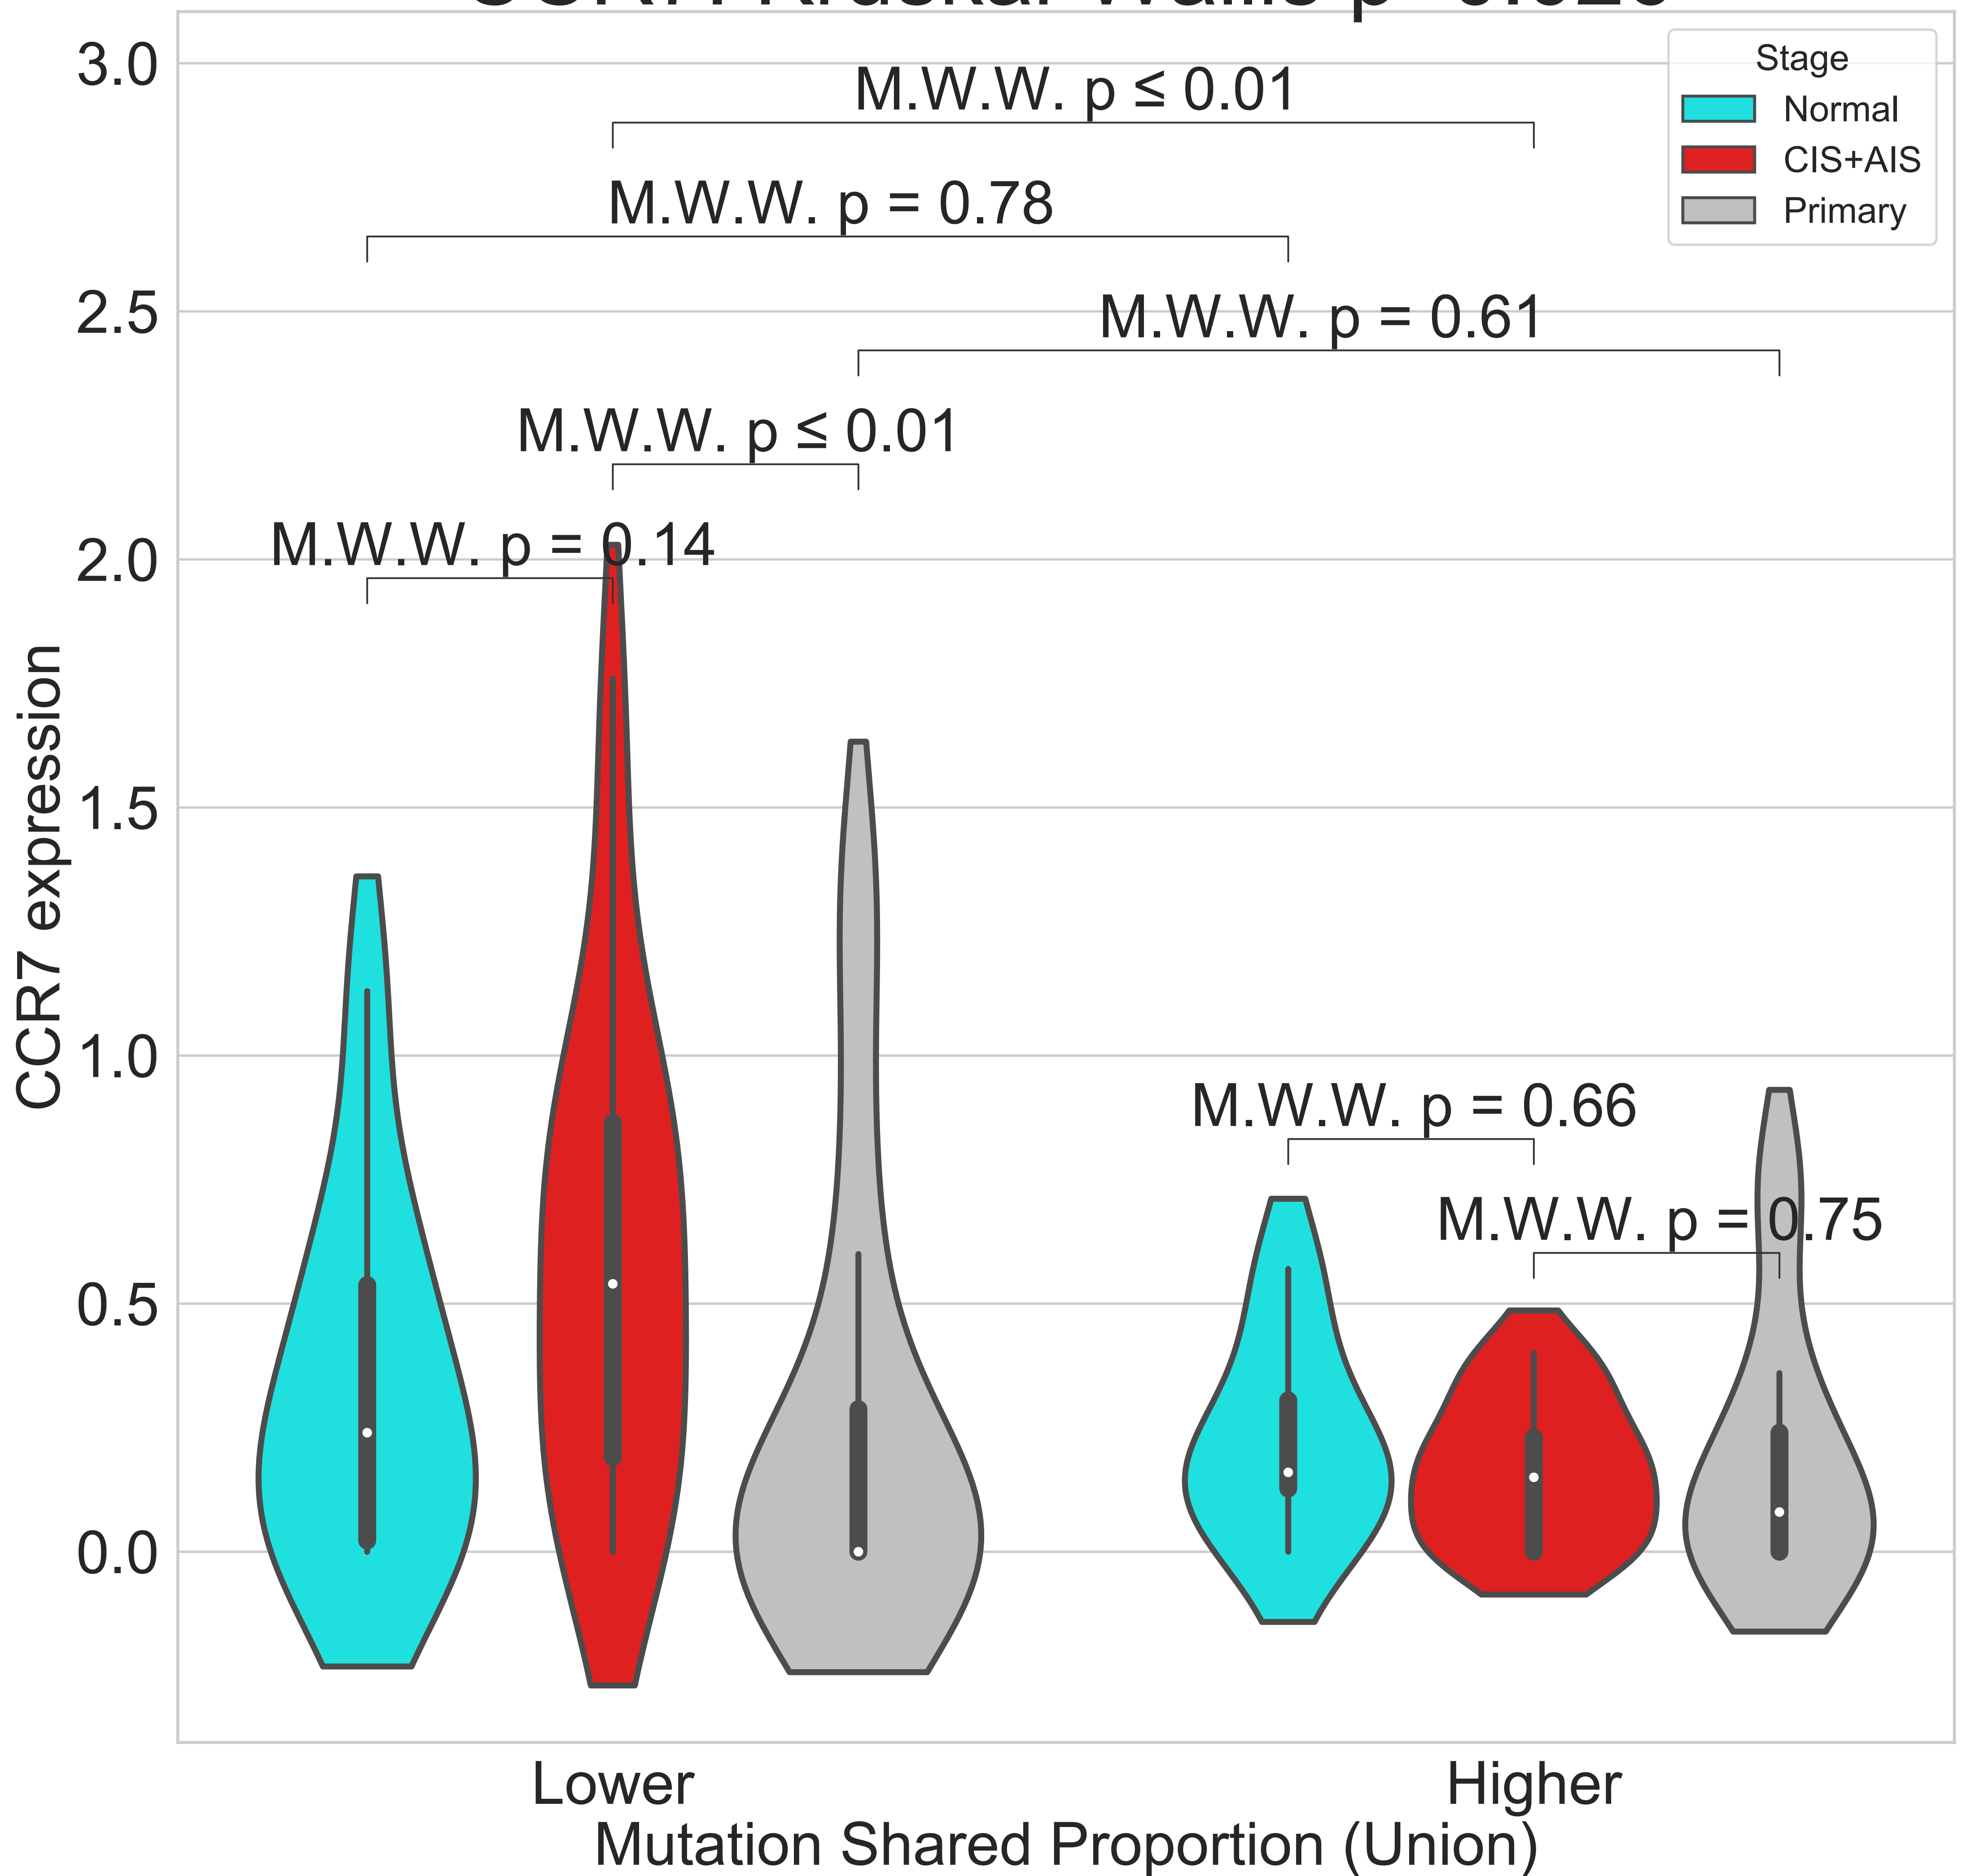 3.0
2.5
2.0
1.5
1.0
0.5
0.0
CCR7 expression
Stage
Normal
CIS+AIS
Primary
M.W.W. p ≤ 0.01
M.W.W. p = 0.78
M.W.W. p = 0.61
M.W.W. p ≤ 0.01
M.W.W. p = 0.14
M.W.W. p = 0.66
M.W.W. p = 0.75
Lower
Higher
Mutation Shared Proportion (Union)